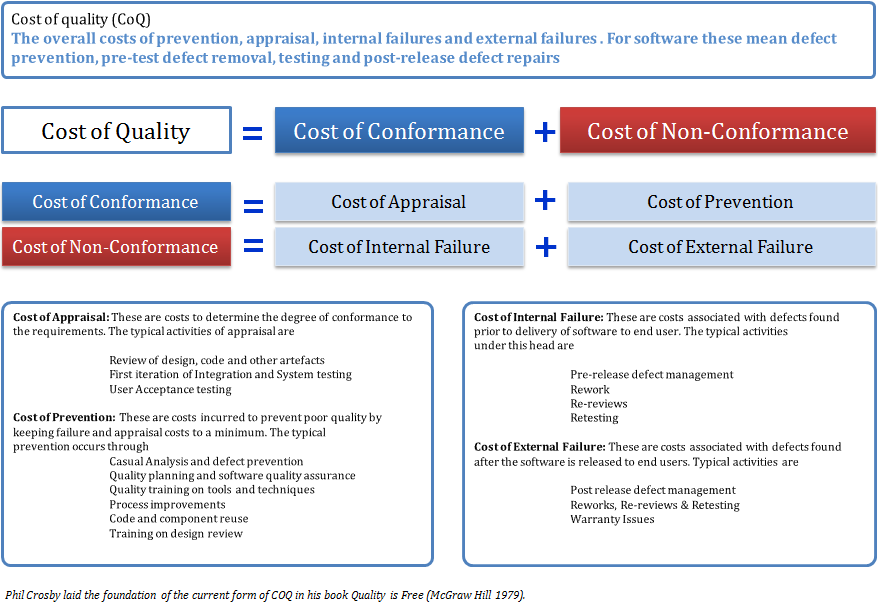 Cost of quality (CoQ)
The overall costs of prevention, appraisal, internal failures and external failures . For software these mean defect
prevention, pre-test defect removal, testing and post-release defect repairs
Cost of Quality = Cost of Conformance + Cost of Non-Conformance
Cost of Conformance = Cost of Appraisal + Cost of Prevention
Cost of Non-Conformance = Cost of Internal Failure + Cost of External Failure
Cost of Appraisal: These are costs to determine the degree of conformance to
the requirements. The typical activities of appraisal are
Review of design, code and other artefacts
First iteration of Integration and System testing
User Acceptance testing
Cost of Prevention: These are costs incurred to prevent poor quality by
keeping failure and appraisal costs to a minimum. The typical
prevention occurs through
Casual Analysis and defect prevention
Quality planning and software quality assurance
Quality training on tools and techniques
Process improvements
Code and component reuse
Training on design review
Cost of Internal Failure: These are costs associated with defects found
prior to delivery of software to end user. The typical activities
under this head are
Pre-release defect management
Rework
Re-reviews
Retesting
Cost of External Failure: These are costs associated with defects found
after the software is released to end users. Typical activities are
Post release defect management
Reworks, Re-reviews & Retesting
Warranty Issues
Phil Crosby laid the foundation of the current form of COQ in his book Quality is Free (McGraw Hill 1979).